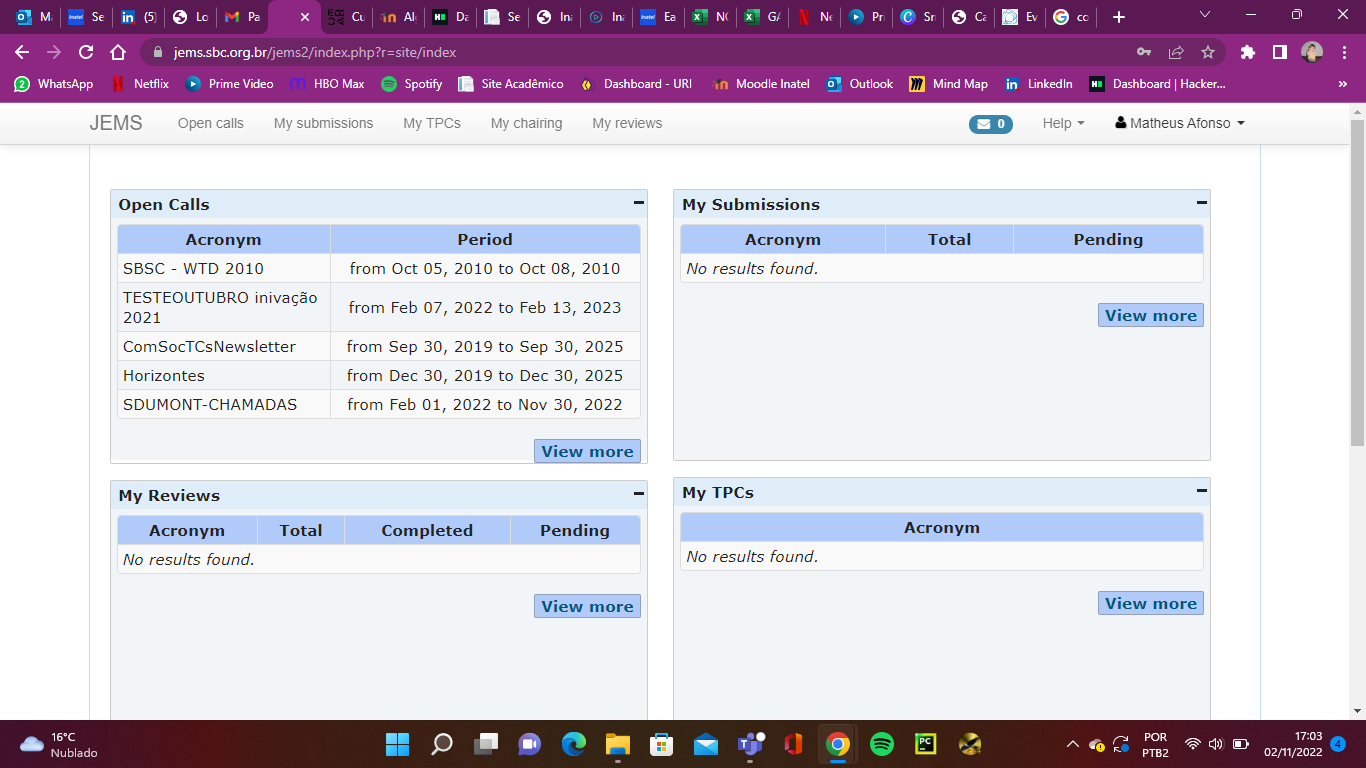 Ma
Se
(5)
Lo
Pa
Cu
Al
Da
Se
In
In
Ea
NO
GA
Ne
Pri
Sn
Ca
Ev
co
jems.sbc.org.br/jems2/index.php?r=site/index
WhatsApp Netflix Prime Video HBO Max Spotify Site Acadêmico Dashboard - URI Moodle Inatel Outlook Mind Map LinkedIn Dashboard | Hacker... »
JEMS Open calls My submissions My TPCs My chairing My reviews 0 Help Matheus Afonso
Open Calls
Acronym Period
SBSC - WTD 2010 from Oct 05, 2010 to Oct 08, 2010
TESTEOUTUBRO inivação
2021
from Feb 07, 2022 to Feb 13, 2023
ComSocTCsNewsletter from Sep 30, 2019 to Sep 30, 2025
Horizontes from Dec 30, 2019 to Dec 30, 2025
SDUMONT-CHAMADAS from Feb 01, 2022 to Nov 30, 2022
View more
My Submissions
Acronym Total Pending
No results found.
View more
My Reviews
Acronym Total Completed Pending
No results found.
View more
My TPCs
Acronym
No results found.
View more
16°C
Nublado
POR
PTB2
17:03
02/11/2022
4